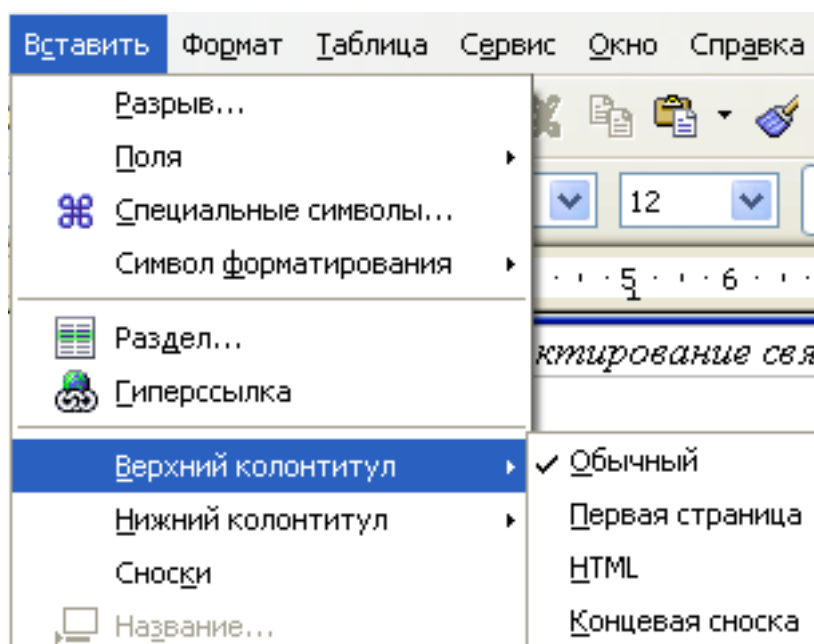 Вставить Формат Таблица Сервис Окно Справка
Разрыв...
Поля
Специальные символы...
12
Символ форматирования
5 6
Раздел...
ктирование свя
Гиперссылка
Верхний колонтитул
Обычный
Нижний колонтитул
Первая страница
Сноски
HTML
Название...
Концевая сноска